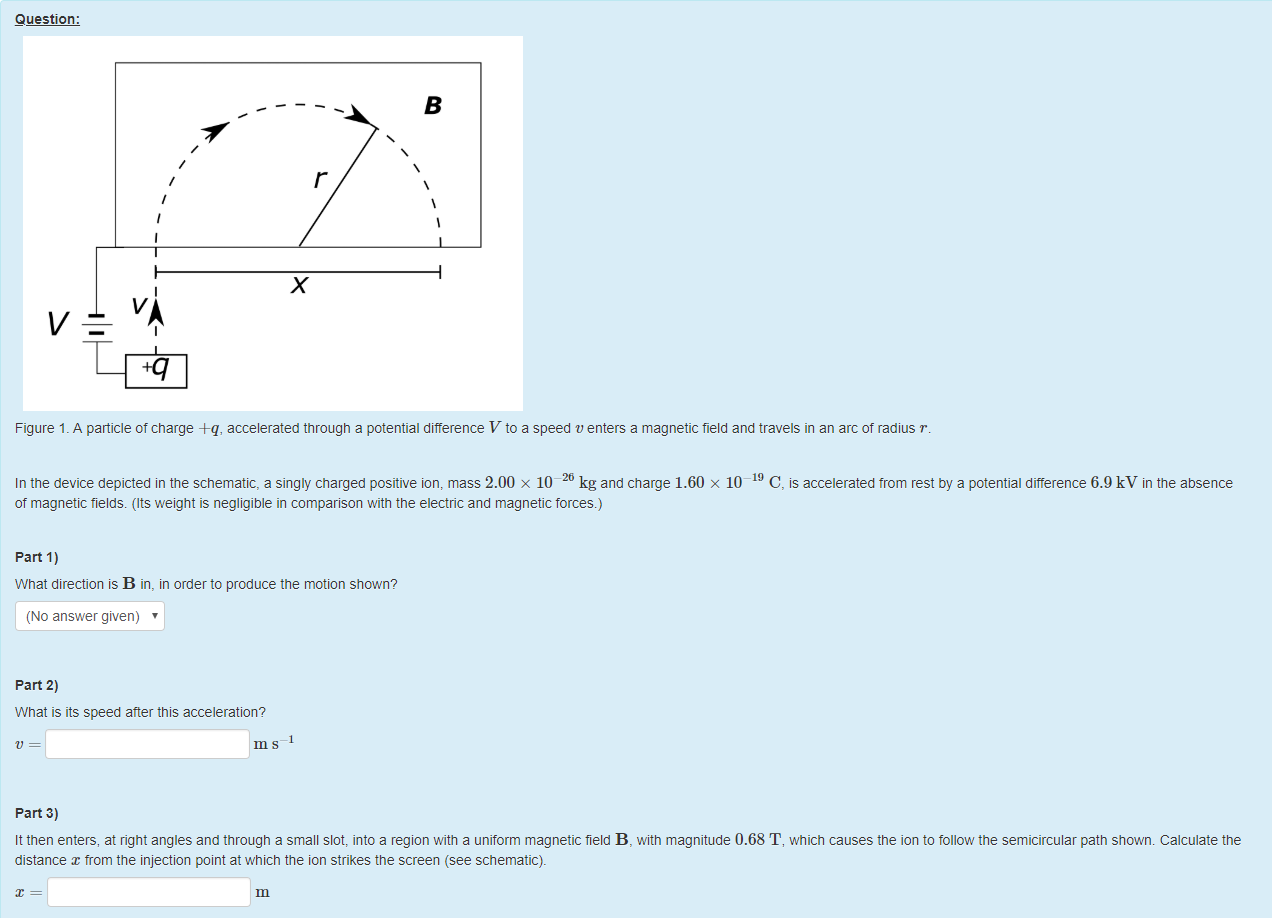 Question:
B
r
x
v
V
+q
Figure 1. A particle of charge +q, accelerated through a potential difference V to a speed v enters a magnetic field and travels in an arc of radius r.
In the device depicted in the schematic, a singly charged positive ion, mass 2.00 × 10⁻²⁶ kg and charge 1.60 × 10⁻¹⁹ C, is accelerated from rest by a potential difference 6.9 kV in the absence
of magnetic fields. (Its weight is negligible in comparison with the electric and magnetic forces.)
Part 1)
What direction is B in, in order to produce the motion shown?
(No answer given) ▼
Part 2)
What is its speed after this acceleration?
v = m s⁻¹
Part 3)
It then enters, at right angles and through a small slot, into a region with a uniform magnetic field B, with magnitude 0.68 T, which causes the ion to follow the semicircular path shown. Calculate the
distance x from the injection point at which the ion strikes the screen (see schematic).
x = m